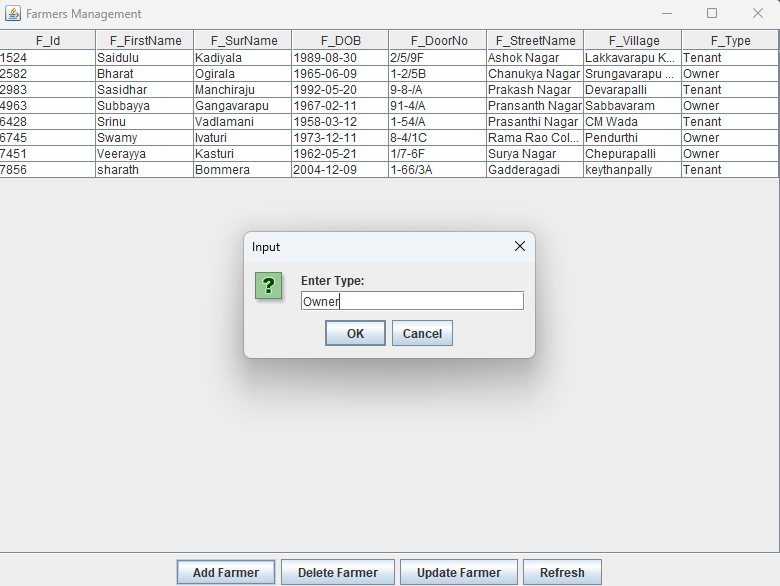 Farmers Management
F_Id F_FirstName F_SurName F_DOB F_DoorNo F_StreetName F_Village F_Type
1524 Saidulu Kadiyala 1989-08-30 2/5/9F Ashok Nagar Lakkavarapu K... Tenant
2582 Bharat Ogirala 1965-06-09 1-2/5B Chanukya Nagar Srungavarapu ... Owner
2983 Sasidhar Manchiraju 1992-05-20 9-8-/A Prakash Nagar Devarapalli Tenant
4963 Subbayya Gangavarapu 1967-02-11 91-4/A Pransanth Nagar Sabbavaram Owner
6428 Srinu Vadlamani 1958-03-12 1-54/A Prasanthi Nagar CM Wada Tenant
6745 Swamy Ivaturi 1973-12-11 8-4/1C Rama Rao Col... Pendurthi Owner
7451 Veerayya Kasturi 1962-05-21 1/7-6F Surya Nagar Chepurapalli Owner
7856 sharath Bommera 2004-12-09 1-66/3A Gadderagadi keythanpally Tenant
Input
?
Enter Type:
Owner
OK Cancel
Add Farmer Delete Farmer Update Farmer Refresh